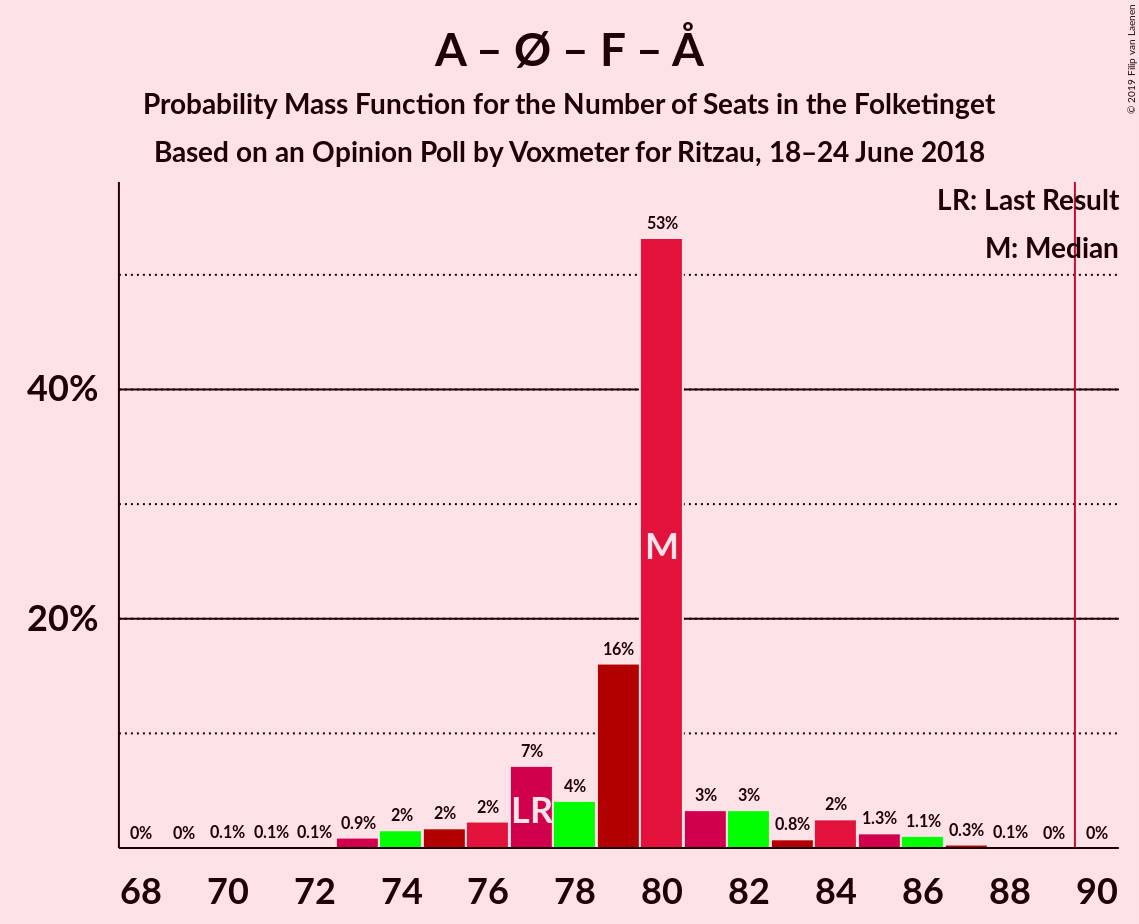 A – Ø – F – Å
Probability Mass Function for the Number of Seats in the Folketinget
Based on an Opinion Poll by Voxmeter for Ritzau, 18–24 June 2018
© 2019 Filip van Laenen
LR: Last Result
M: Median
53%
40%
M
20%
16%
7%
4%
LR
3%
3%
2%
2%
2%
2%
1.3%
1.1%
0.9%
0.8%
0.3%
0%
0%
0.1%
0.1%
0.1%
0.1%
0%
0%
68 70 72 74 76 78 80 82 84 86 88 90